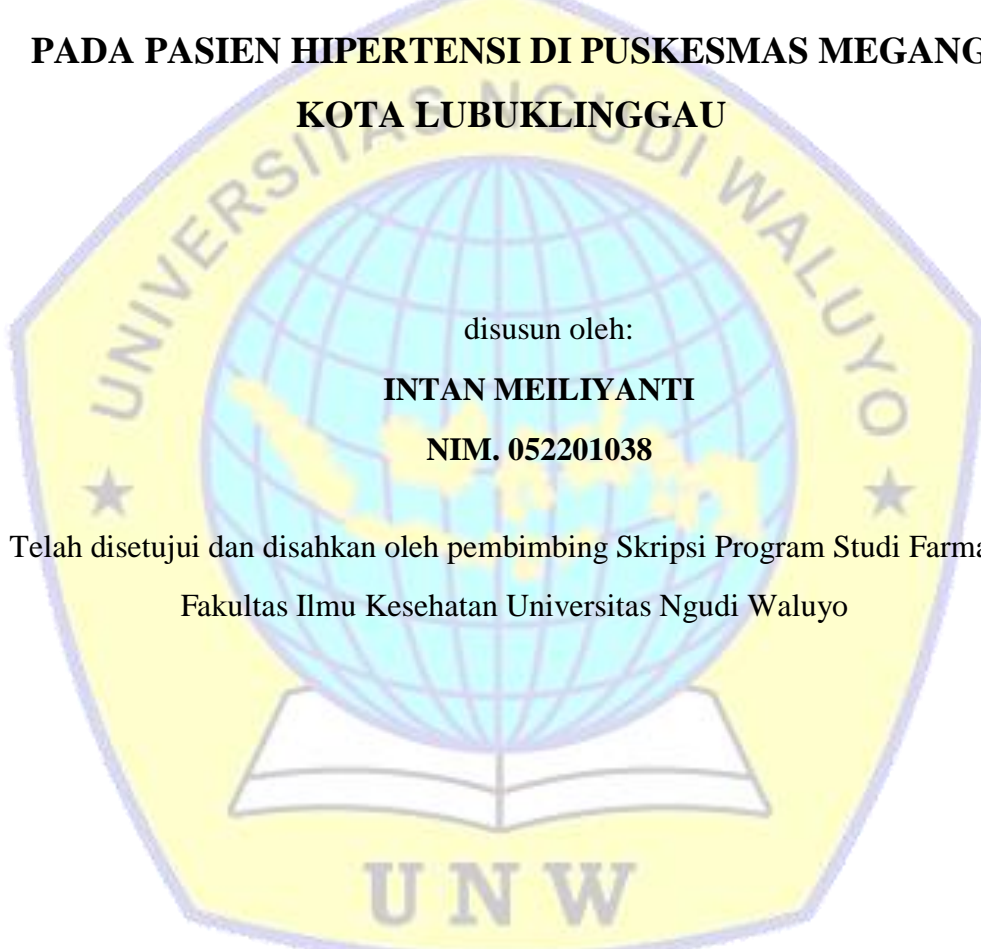 PADA PASIEN HIPERTENSI DI PUSKESMAS MEGANG
KOTA LUBUKLINGGAU
UNIVERSITAS NGUDI WALUYO
disusun oleh:
INTAN MEILIYANTI
NIM. 052201038
Telah disetujui dan disahkan oleh pembimbing Skripsi Program Studi Farma
Fakultas Ilmu Kesehatan Universitas Ngudi Waluyo
UNW